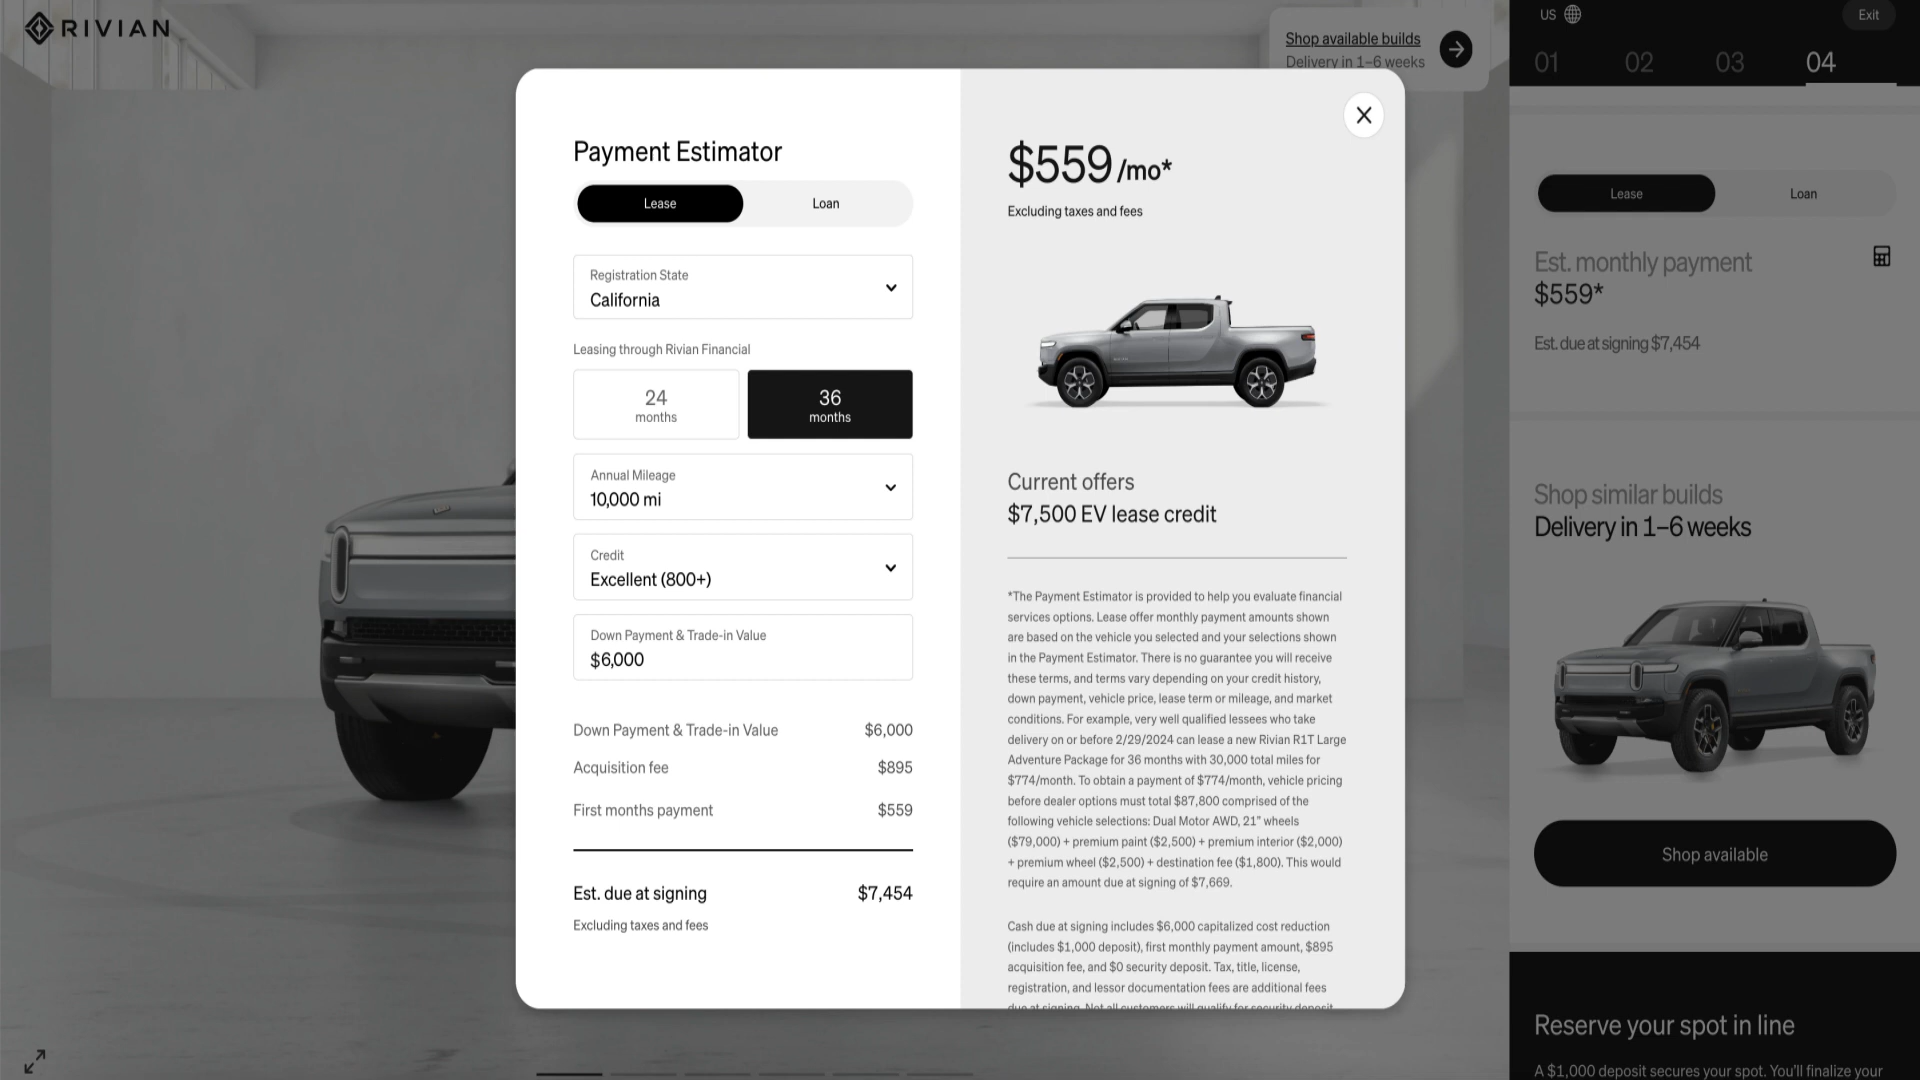 RIVIAN
Shop available builds
Delivery in 1–6 weeks
US
Exit
01
02
03
04
Payment Estimator
Lease
Loan
Registration State
California
Leasing through Rivian Financial
24
months
36
months
Annual Mileage
10,000 mi
Credit
Excellent (800+)
Down Payment & Trade-in Value
$6,000
Down Payment & Trade-in Value $6,000
Acquisition fee $895
First months payment $559
Est. due at signing $7,454
Excluding taxes and fees
$559/mo*
Excluding taxes and fees
Current offers
$7,500 EV lease credit
*The Payment Estimator is provided to help you evaluate financial
services options. Lease offer monthly payment amounts shown
are based on the vehicle you selected and your selections shown
in the Payment Estimator. There is no guarantee you will receive
these terms, and terms vary depending on your credit history,
down payment, vehicle price, lease term or mileage, and market
conditions. For example, very well qualified lessees who take
delivery on or before 2/29/2024 can lease a new Rivian R1T Large
Adventure Package for 36 months with 30,000 total miles for
$774/month. To obtain a payment of $774/month, vehicle pricing
before dealer options must total $87,800 comprised of the
following vehicle selections: Dual Motor AWD, 21" wheels
($79,000) + premium paint ($2,500) + premium interior ($2,000)
+ premium wheel ($2,500) + destination fee ($1,800). This would
require an amount due at signing of $7,669.
Cash due at signing includes $6,000 capitalized cost reduction
(includes $1,000 deposit), first monthly payment amount, $895
acquisition fee, and $0 security deposit. Tax, title, license,
registration, and lessor documentation fees are additional fees
due at signing. Not all customers will qualify for security deposit
Lease
Loan
Est. monthly payment
$559*
Est. due at signing $7,454
Shop similar builds
Delivery in 1–6 weeks
Shop available
Reserve your spot in line
A $1,000 deposit secures your spot. You'll finalize your